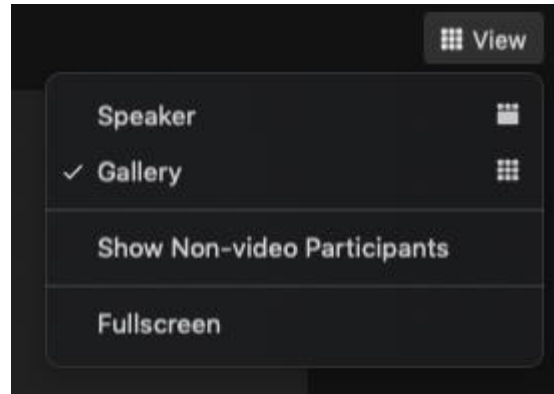 View
Speaker
Gallery
Show Non-video Participants
Fullscreen